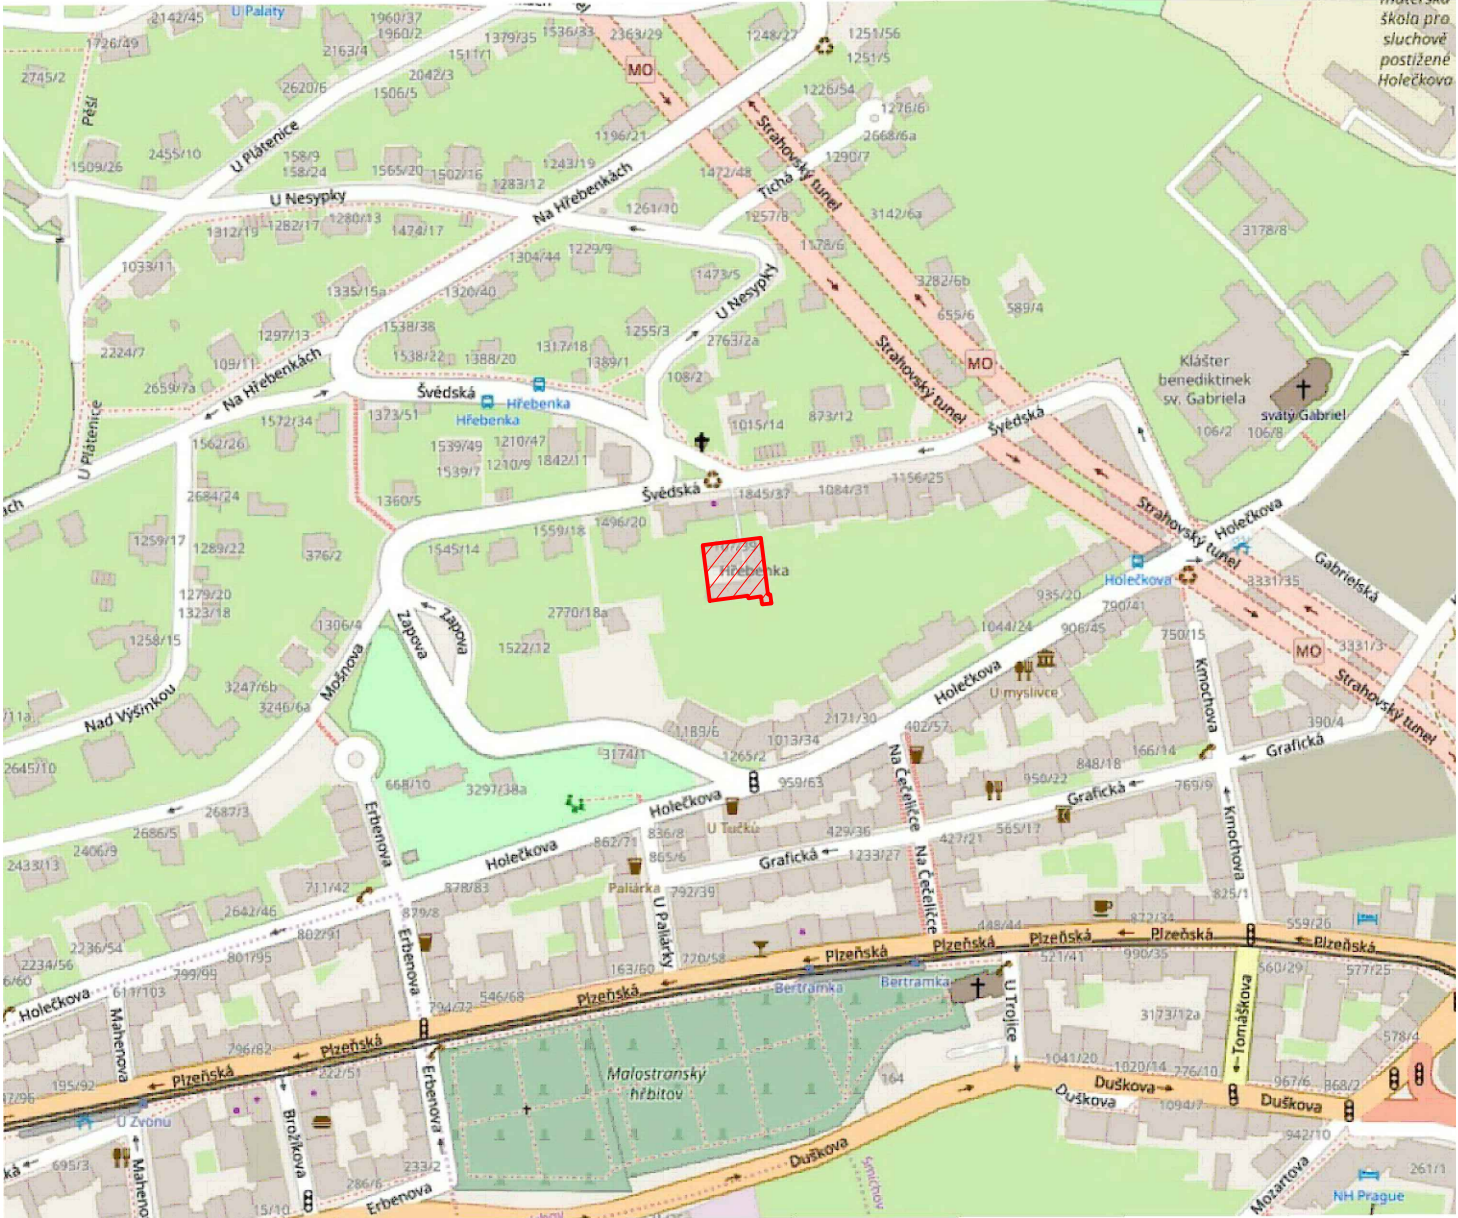 U Palaty
2142/45
1726/49
2745/2
Pěší
1509/26
2455/10
U Plátenice
158/9
158/24
1565/20
1502/16
1283/12
1243/19
1196/21
2163/4
2620/6
1960/37
1960/2
1506/5
2042/3
1511/1
1379/35
1536/33
2363/29
MO
1248/27
1251/56
1251/5
1226/54
1276/6
2668/6a
1290/7
1472/48
Tichá
Strahovský tunel
škola pro
sluchově
postižené
Holečkova
U Nesypky
Na Hřebenkách
1312/19
1282/17
1280/13
1474/17
1304/44
1229/9
1261/10
1257/8
1178/6
3142/6a
3178/8
1033/11
1335/15a
1320/40
1473/5
U Nesypky
3282/6b
655/6
589/4
1297/13
1538/38
1538/22
1388/20
1317/18
1389/1
1255/3
2763/2a
108/2
2224/7
109/11
2659/7a
Na Hřebenkách
Švédská
Hřebenka
Hřebenka
Strahovský tunel
MO
Klášter
benediktinek
sv. Gabriela
svatý Gabriel
106/2
106/8
U Plátenice
1572/34
1373/51
1562/26
1539/49
1539/7
1210/47
1210/9
1842/11
1015/14
873/12
Švédská
2684/24
1360/5
Švédská
1845/37
1084/31
1156/25
Strahovský tunel
Holečkova
1259/17
1289/22
376/2
1545/14
1559/18
1496/20
Hřebenka
Holečkova
3331/35
Gabrielská
1279/20
1323/18
1258/15
1306/4
Zapova
Zapova
2770/18a
1522/12
935/20
790/41
1044/24
906/45
750/15
MO
3331/3
Strahovský tunel
Mošnova
3247/6b
3246/6a
Nad Výšinkou
/11a
2645/10
Holečkova
U myslivce
Kmochova
390/4
Grafická
1189/6
2171/30
1013/34
1265/2
402/57
959/63
3174/1
668/10
3297/38a
Na Čečeličce
166/14
848/18
950/22
769/9
Grafická
2687/3
2686/5
2406/9
2433/13
Erbenova
Holečkova
Holečkova
U Tučků
862/71
836/8
865/6
429/36
1233/27
427/21
565/17
Grafická
Kmochova
711/42
878/83
Paliárka
792/39
Na Čečeličce
825/1
2642/46
802/91
879/8
U Paliárky
448/44
872/34
559/26
2236/54
2234/56
801/95
799/99
Erbenova
163/60
770/58
Plzeňská
Plzeňská
Plzeňská
Plzeňská
Plzeňská
521/41
990/35
560/29
577/25
Holečkova
611/103
546/68
794/72
Plzeňská
Bertramka
Bertramka
U Trojice
3173/12a
Tomáškova
578/4
Mahenova
796/82
Plzeňská
Plzeňská
222/51
195/92
Malostranský
hřbitov
164
1041/20
1020/14
776/10
967/6
868/2
Duškova
Duškova
Duškova
1094/7
U Zvonu
Brožíkova
Erbenova
Duškova
942/10
695/3
233/2
286/6
15/10
Erbenova
Smíchov
Mozartova
261/1
NH Prague